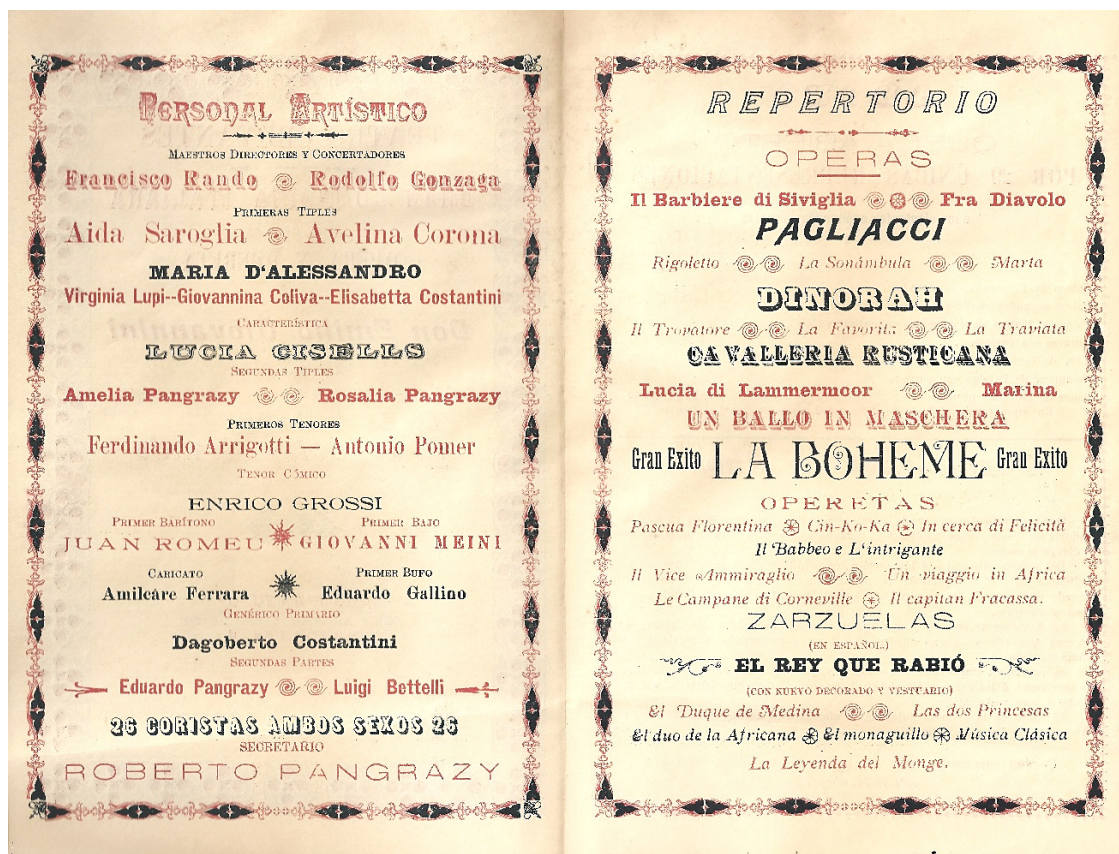 Personal Artístico
Maestros Directores y Concertadores
Francisco Rando Rodolfo Gonzaga
Primeras Tiples
Aida Saroglia Avelina Corona
MARIA D'ALESSANDRO
Virginia Lupi--Giovannina Coliva--Elisabetta Costantini
Característica
LUCIA CISELLS
Segundas Tiples
Amelia Pangrazy Rosalia Pangrazy
Primeros Tenores
Ferdinando Arrigotti — Antonio Pomer
Tenor Cómico
ENRICO GROSSI
Primer Barítono Primer Bajo
JUAN ROMEU GIOVANNI MEINI
Caricato Primer Bufo
Amilcare Ferrara Eduardo Gallino
Genérico Primario
Dagoberto Costantini
Segundas Partes
Eduardo Pangrazy Luigi Bettelli
26 CORISTAS AMBOS SEXOS 26
SECRETARIO
ROBERTO PANGRAZY
REPERTORIO
OPERAS
Il Barbiere di Siviglia Fra Diavolo
PAGLIACCI
Rigoletto La Sonámbula Marta
DINORAH
Il Trovatore La Favorita La Traviata
CAVALLERIA RUSTICANA
Lucia di Lammermoor Marina
UN BALLO IN MASCHERA
Gran Exito LA BOHEME Gran Exito
OPERETAS
Pascua Florentina Cin-Ko-Ka In cerca di Felicità
Il Babbeo e L'intrigante
Il Vice Ammiraglio Un viaggio in Africa
Le Campane di Corneville Il capitan Fracassa.
ZARZUELAS
(EN ESPAÑOL)
EL REY QUE RABIÓ
(CON NUEVO DECORADO Y VESTUARIO)
El Duque de Medina Las dos Princesas
El duo de la Africana El monaguillo Música Clásica
La Leyenda del Monge.